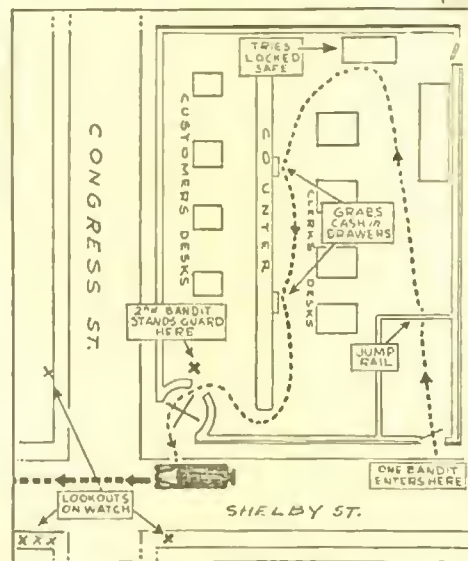 TRIES
LOCKED
SAFE
CONGRESS ST.
CUSTOMERS DESKS
COUNTER
CLERKS DESKS
GRABS
CASH in
DRAWERS
2nd BANDIT
STANDS GUARD
HERE
X
JUMP
RAIL
X
ONE BANDIT
ENTERS HERE
LOOKOUTS
ON WATCH
SHELBY ST.
X X X
X